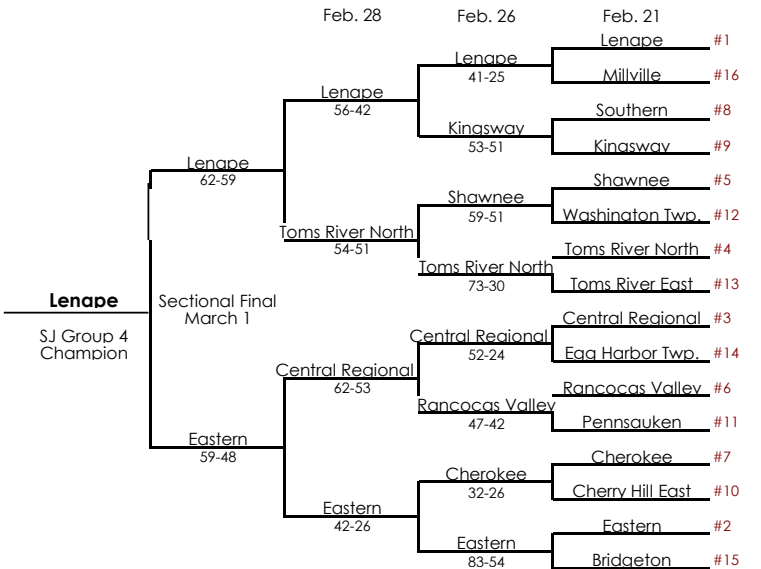 Feb. 28 Feb. 26 Feb. 21
Lenape #1
Lenape
41-25
Millville #16
Lenape
56-42
Southern #8
Kingsway
53-51
Kingsway #9
Lenape
62-59
Shawnee #5
Shawnee
59-51
Washington Twp. #12
Toms River North
54-51
Toms River North #4
Toms River North
73-30
Toms River East #13
Lenape
SJ Group 4
Champion
Sectional Final
March 1
Central Regional #3
Central Regional
52-24
Egg Harbor Twp. #14
Central Regional
62-53
Rancocas Valley #6
Rancocas Valley
47-42
Pennsauken #11
Eastern
59-48
Cherokee #7
Cherokee
32-26
Cherry Hill East #10
Eastern
42-26
Eastern #2
Eastern
83-54
Bridgeton #15